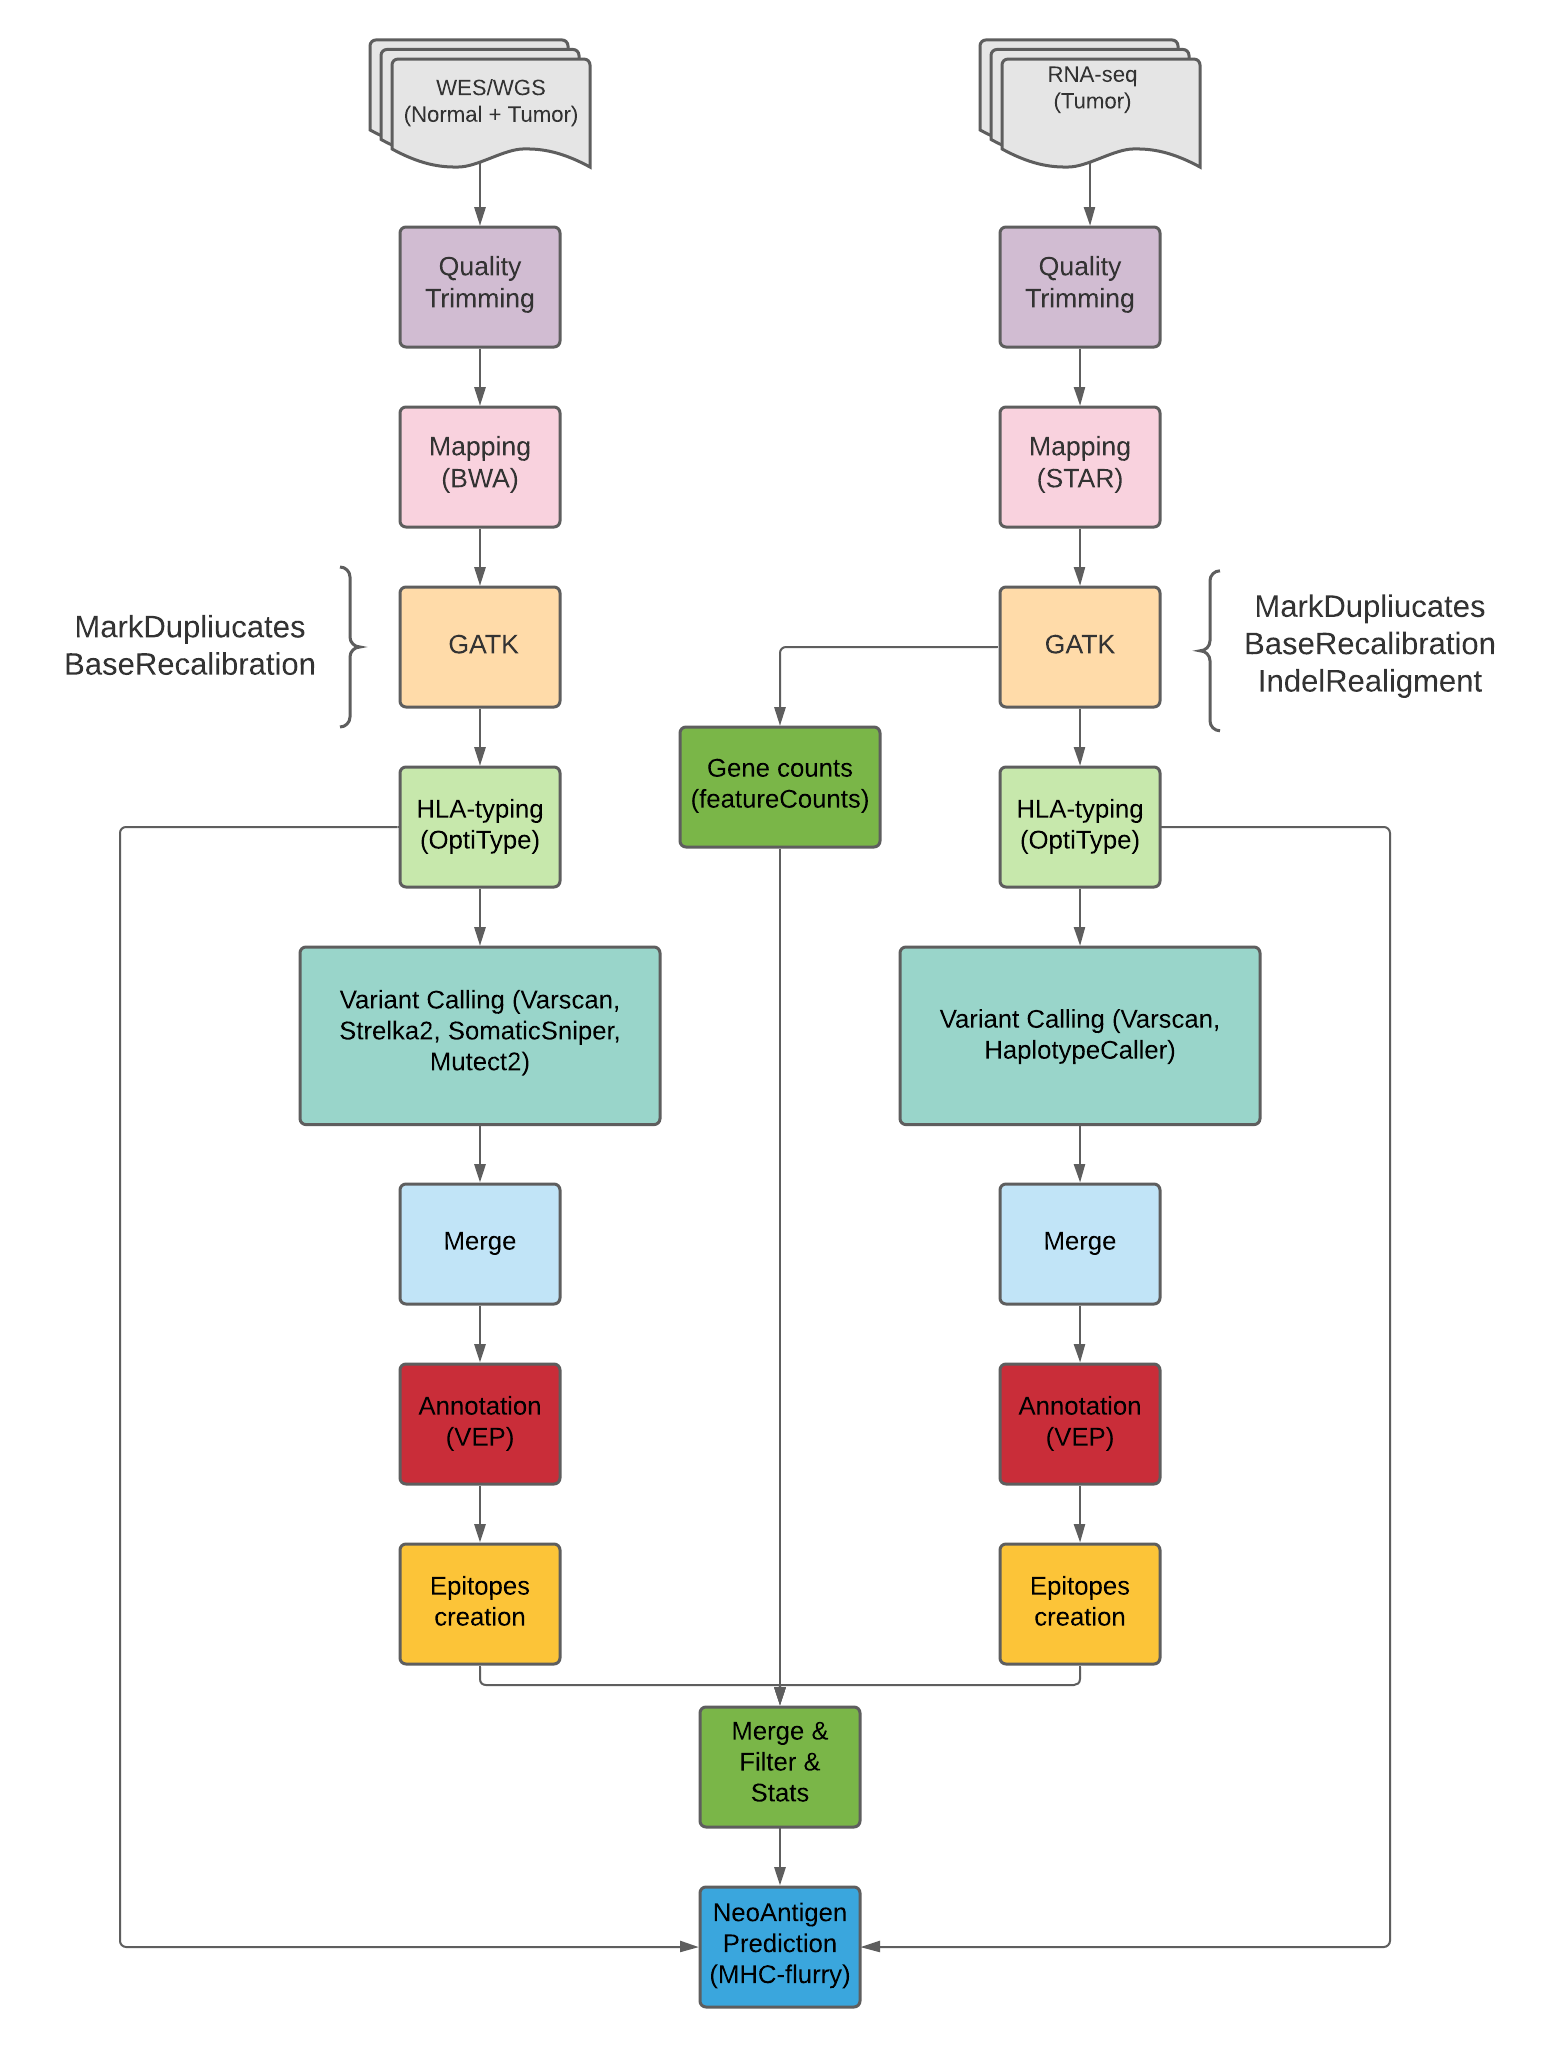 WES/WGS
(Normal + Tumor)
RNA-seq
(Tumor)
Quality
Trimming
Quality
Trimming
Mapping
(BWA)
Mapping
(STAR)
MarkDupliucates
BaseRecalibration
GATK
GATK
MarkDupliucates
BaseRecalibration
IndelRealigment
Gene counts
(featureCounts)
HLA-typing
(OptiType)
HLA-typing
(OptiType)
Variant Calling (Varscan,
Strelka2, SomaticSniper,
Mutect2)
Variant Calling (Varscan,
HaplotypeCaller)
Merge
Merge
Annotation
(VEP)
Annotation
(VEP)
Epitopes
creation
Epitopes
creation
Merge &
Filter &
Stats
NeoAntigen
Prediction
(MHC-flurry)